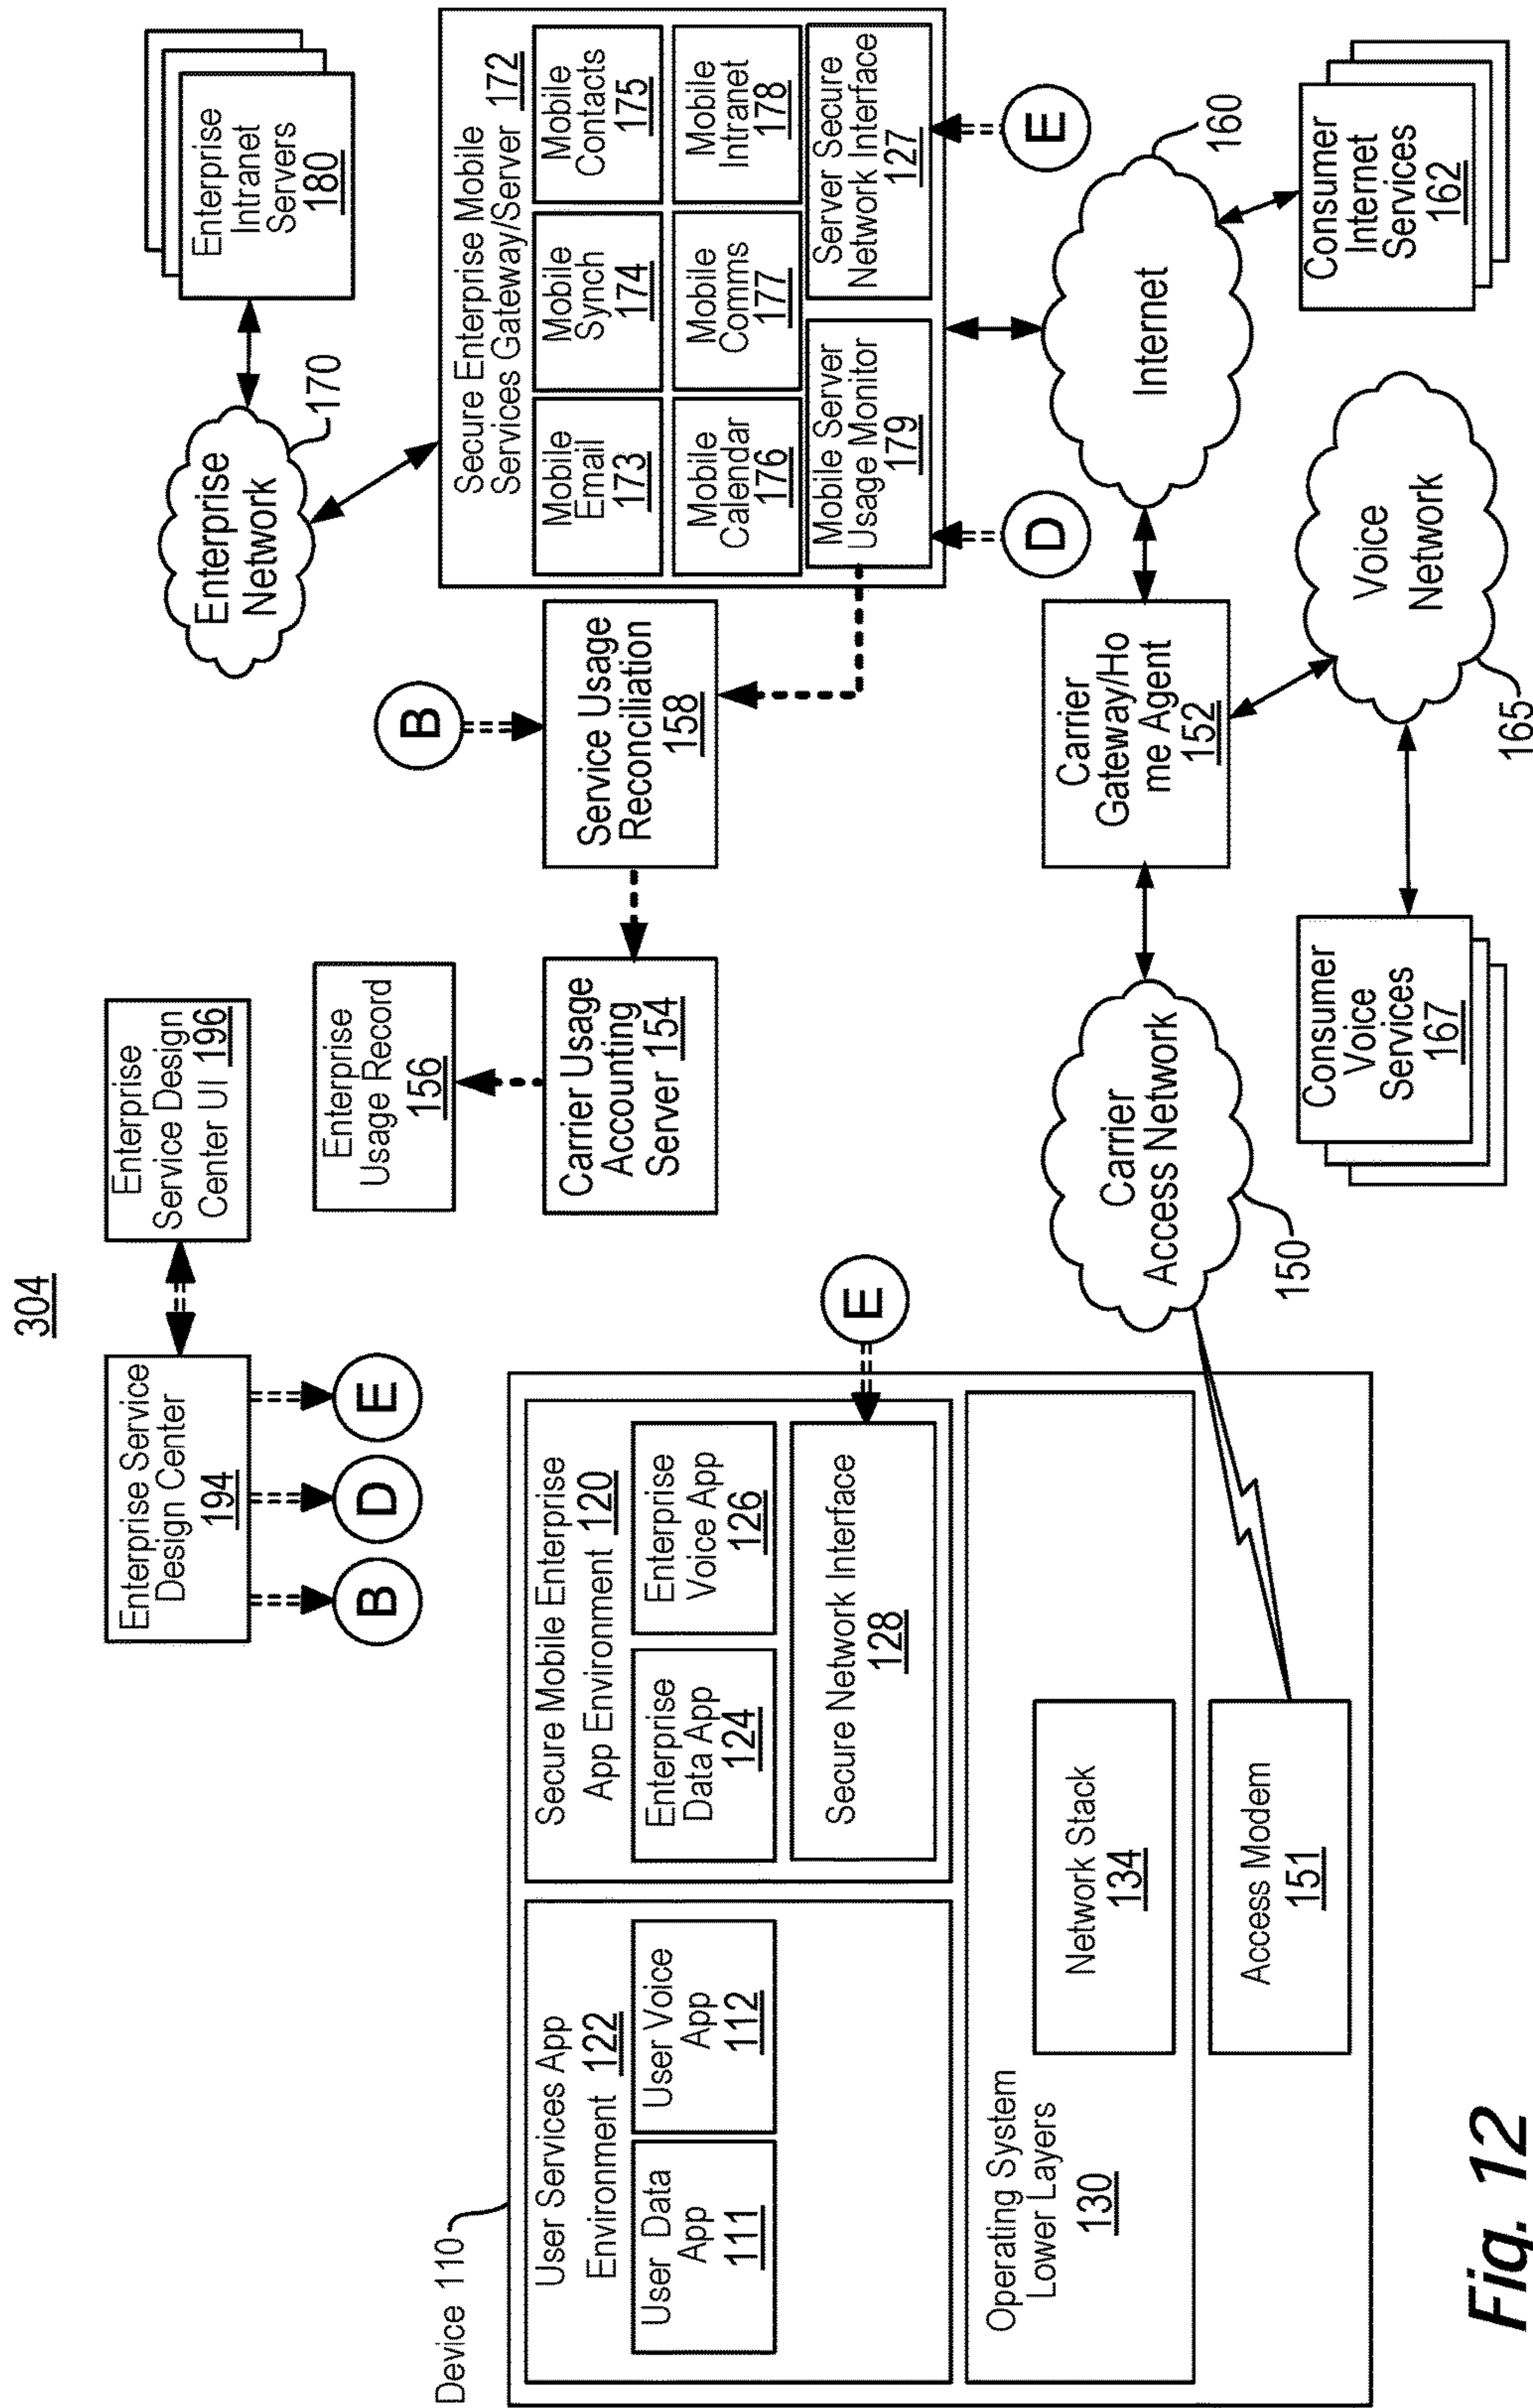 304
Enterprise Service
Design Center
194
Enterprise
Service Design
Center UI 196
B
D
E
Enterprise
Usage Record
156
Carrier Usage
Accounting
Server 154
B
Service Usage
Reconciliation
158
Enterprise
Network
170
Enterprise
Intranet
Servers
180
Secure Enterprise Mobile
Services Gateway/Server 172
Mobile
Email
173
Mobile
Synch
174
Mobile
Contacts
175
Mobile
Calendar
176
Mobile
Comms
177
Mobile
Intranet
178
Mobile Server
Usage Monitor
179
Server Secure
Network Interface
127
D
E
Device 110
User Services App
Environment 122
User Data
App
111
User Voice
App
112
Secure Mobile Enterprise
App Environment 120
Enterprise
Data App
124
Enterprise
Voice App
126
Secure Network Interface
128
E
Operating System
Lower Layers
130
Network Stack
134
Access Modem
151
Carrier
Access Network
150
Carrier
Gateway/Ho
me Agent
152
Internet
160
Consumer
Voice
Services
167
Voice
Network
165
Consumer
Internet
Services
162
Fig. 12